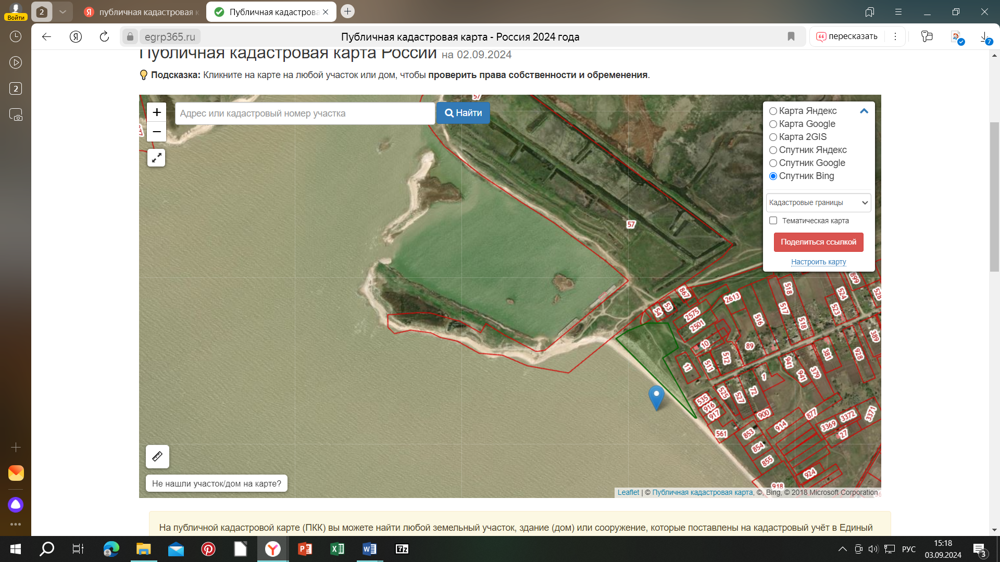 2
публичная кадастровая к
Публичная кадастрова
Войти
egrp365.ru
Публичная кадастровая карта - Россия 2024 года
пересказать
7
2
Публичная кадастровая карта России на 02.09.2024
Подсказка: Кликните на карте на любой участок или дом, чтобы проверить права собственности и обременения.
+
−
Адрес или кадастровый номер участка
Найти
Карта Яндекс
Карта Google
Карта 2GIS
Спутник Яндекс
Спутник Google
Спутник Bing
Кадастровые границы
Тематическая карта
Поделиться ссылкой
Настроить карту
57
57
899
518
524
528
867
2613
53
54
2575
2501
517
523
516
518
389
10
89
512
511
11
381
928
941
941
379
1
72
525
527
535
916
917
900
877
3372
3371
3369
27
914
561
853
854
855
924
918
Не нашли участок/дом на карте?
Leaflet | © Публичная кадастровая карта, ©, Bing, © 2018 Microsoft Corporation
На публичной кадастровой карте (ПКК) вы можете найти любой земельный участок, здание (дом) или сооружение, которые поставлены на кадастровый учёт в Единый
РУС
15:18
03.09.2024
3